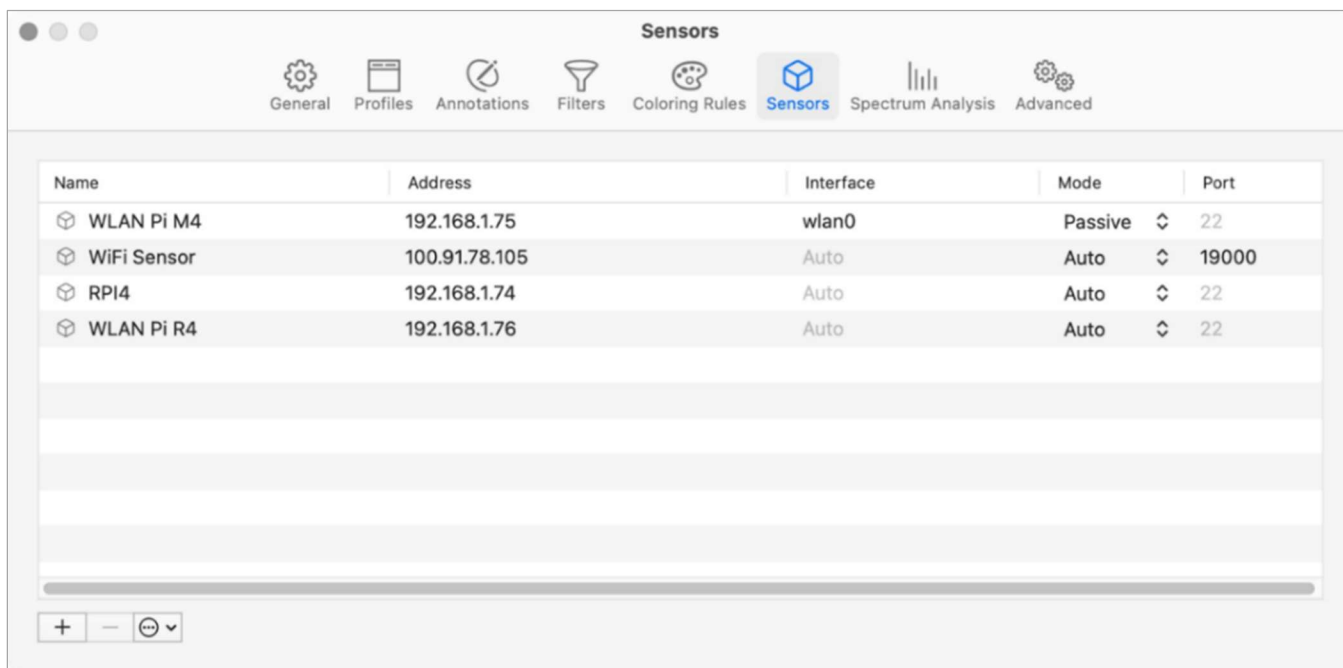 Sensors
General Profiles Annotations Filters Coloring Rules Sensors Spectrum Analysis Advanced
Name Address Interface Mode Port
WLAN Pi M4 192.168.1.75 wlan0 Passive 22
WiFi Sensor 100.91.78.105 Auto Auto 19000
RPI4 192.168.1.74 Auto Auto 22
WLAN Pi R4 192.168.1.76 Auto Auto 22